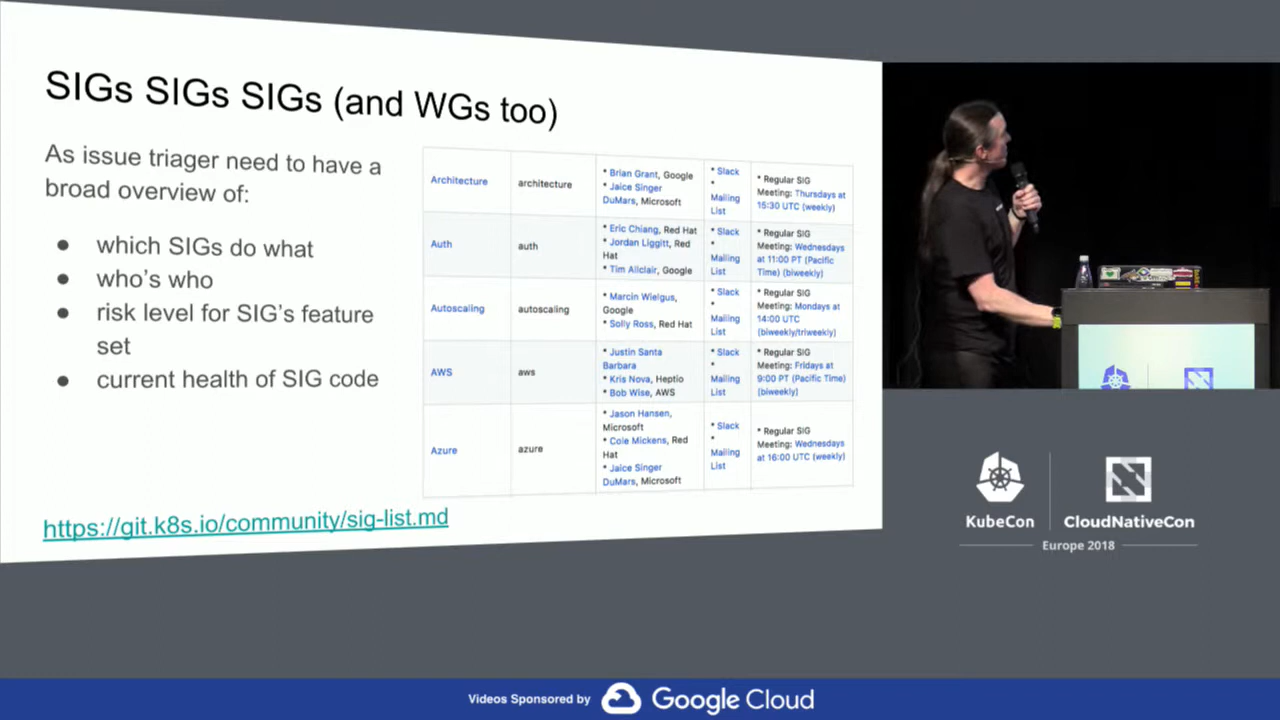 SIGs SIGs SIGs (and WGs too)
As issue triager need to have a
broad overview of:
● which SIGs do what
● who's who
● risk level for SIG's feature
set
● current health of SIG code
https://git.k8s.io/community/sig-list.md
Architecture
architecture
* Brian Grant, Google
* Jaice Singer
DuMars, Microsoft
* Slack
*
Mailing
List
* Regular SIG
Meeting: Thursdays at
15:30 UTC (weekly)
Auth
auth
* Eric Chiang, Red Hat
* Jordan Liggitt, Red
Hat
* Tim Allclair, Google
* Slack
*
Mailing
List
* Regular SIG
Meeting: Wednesdays
at 11:00 PT (Pacific
Time) (biweekly)
Autoscaling
autoscaling
* Marcin Wielgus,
Google
* Solly Ross, Red Hat
* Slack
*
Mailing
List
* Regular SIG
Meeting: Mondays at
14:00 UTC
(biweekly/triweekly)
AWS
aws
* Justin Santa
Barbara
* Kris Nova, Heptio
* Bob Wise, AWS
* Slack
*
Mailing
List
* Regular SIG
Meeting: Fridays at
9:00 PT (Pacific Time)
(biweekly)
Azure
azure
* Jason Hansen,
Microsoft
* Cole Mickens, Red
Hat
* Jaice Singer
DuMars, Microsoft
* Slack
*
Mailing
List
* Regular SIG
Meeting: Wednesdays
at 16:00 UTC (weekly)
KubeCon
CloudNativeCon
Europe 2018
Videos Sponsored by Google Cloud